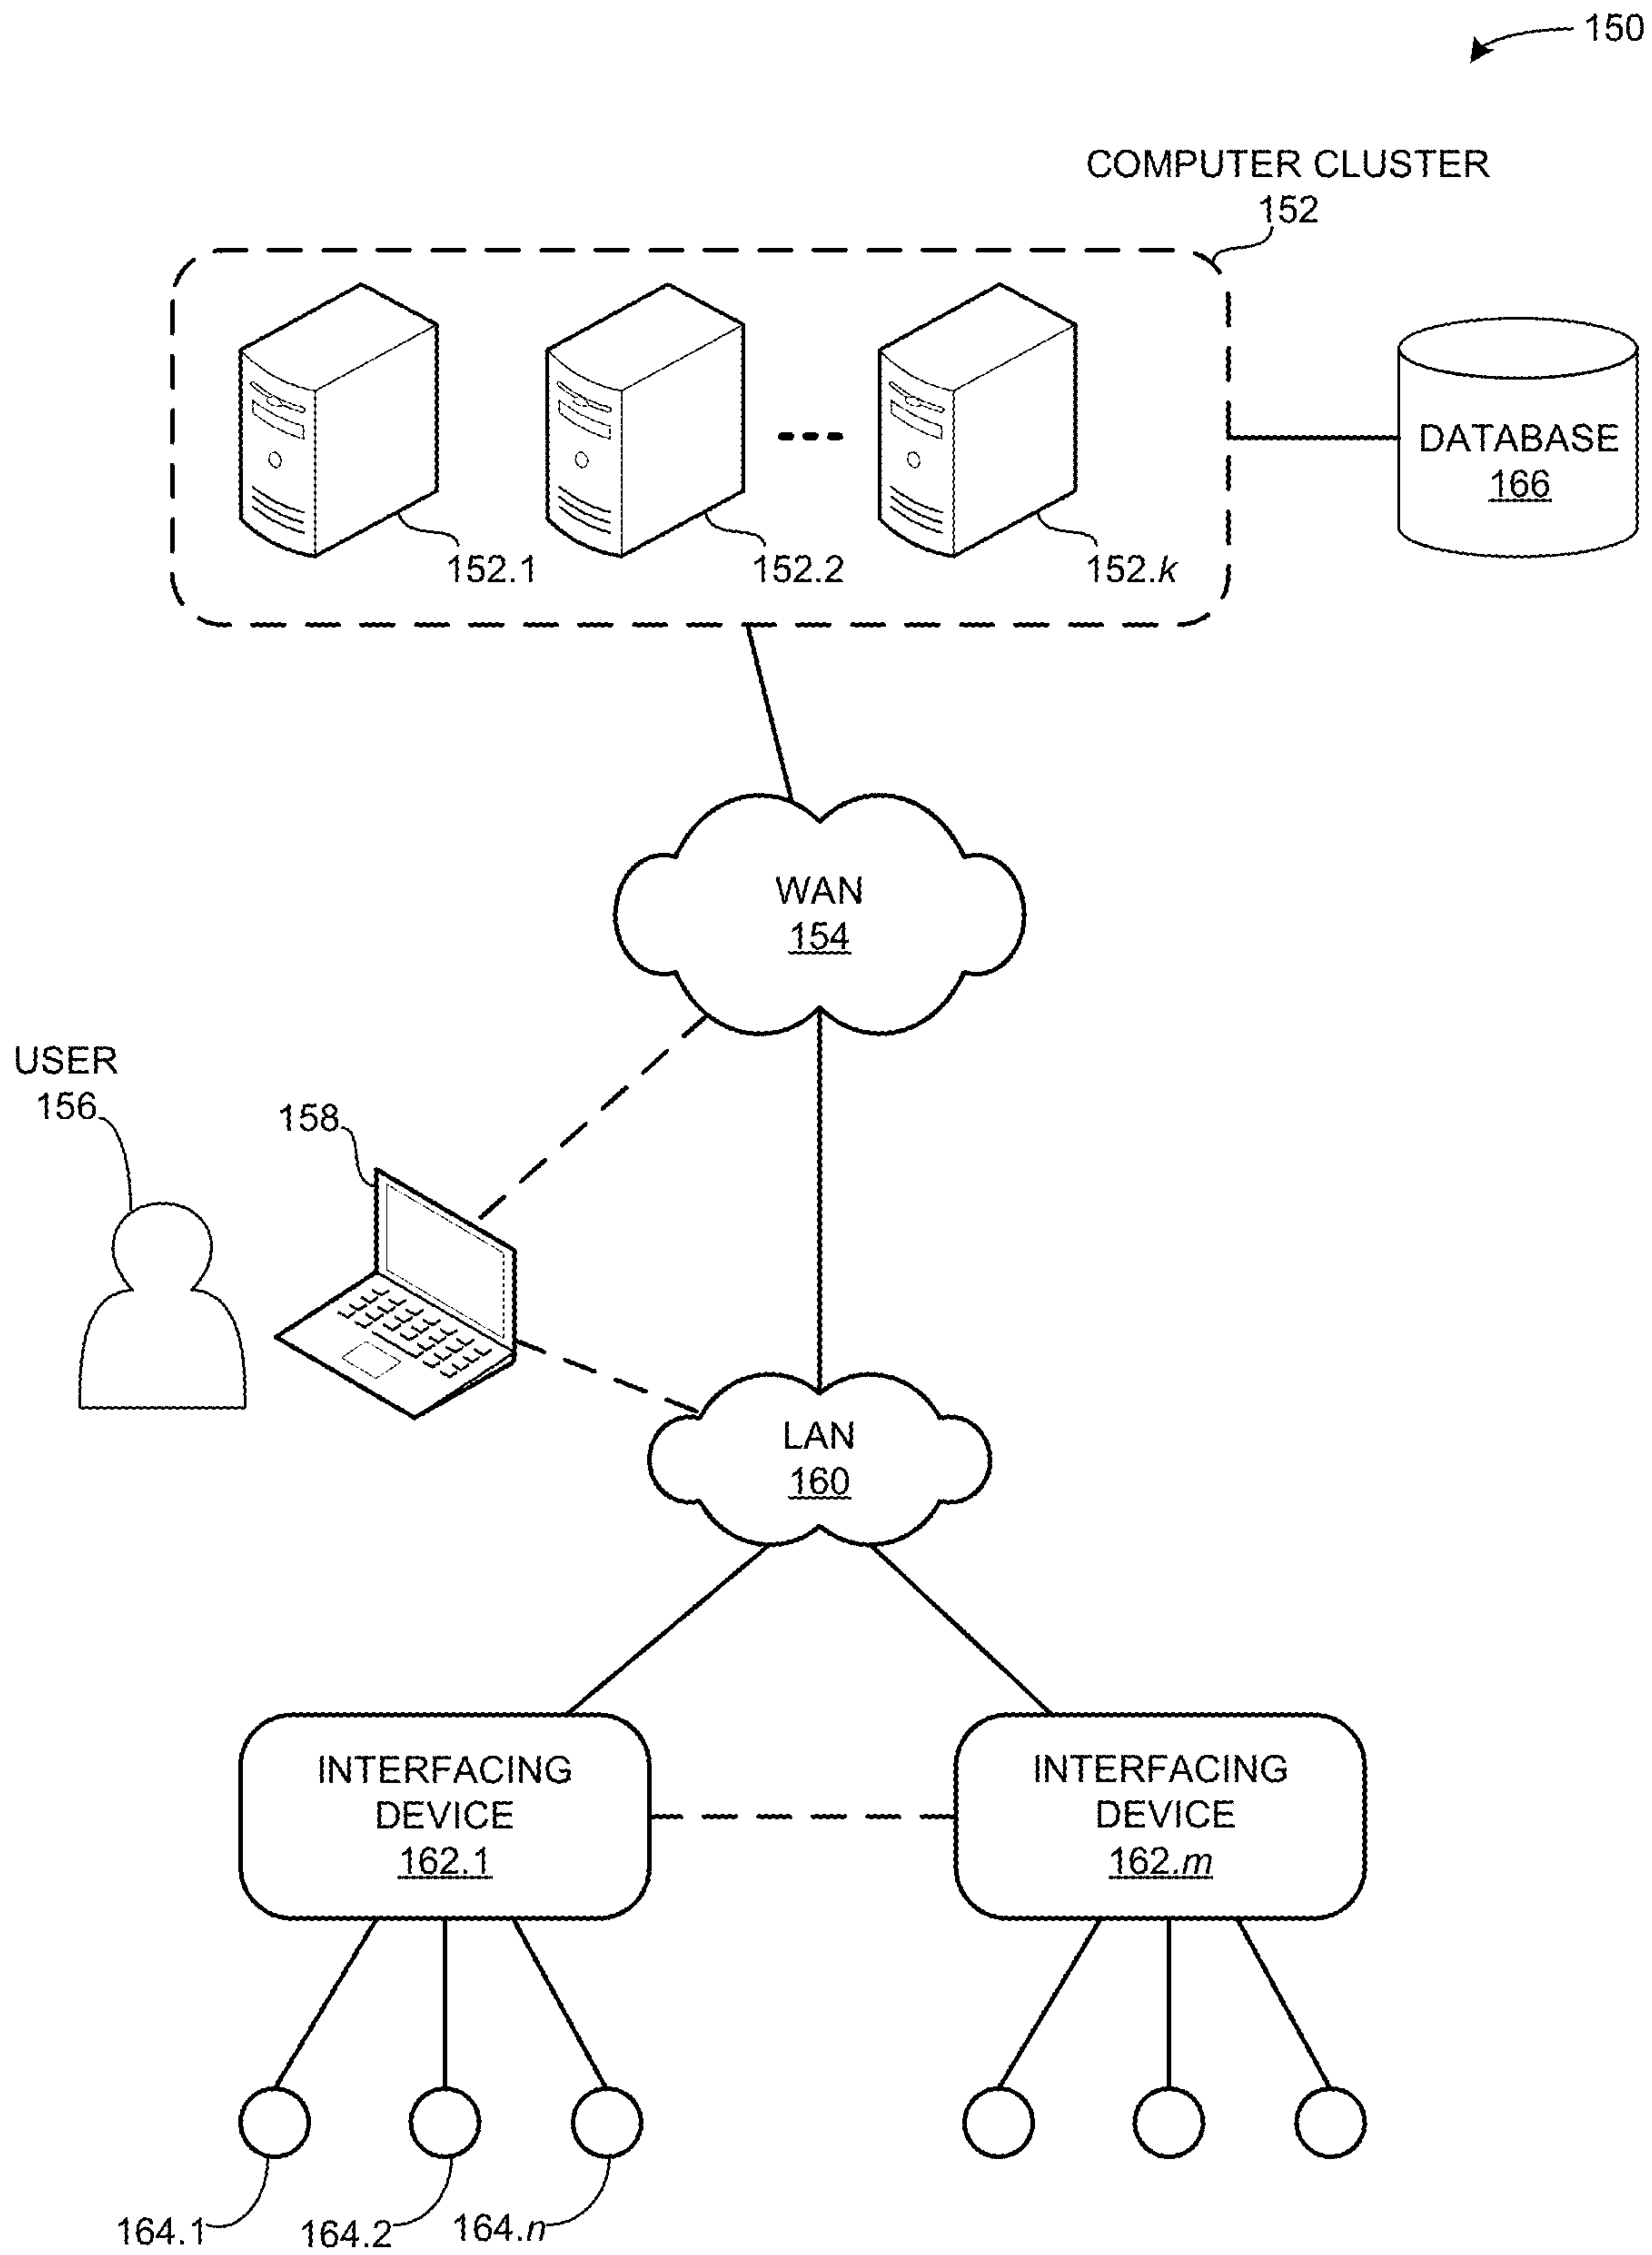 150
COMPUTER CLUSTER
152
DATABASE
166
152.1
152.2
152.k
WAN
154
USER
156
158
LAN
160
INTERFACING
DEVICE
162.1
INTERFACING
DEVICE
162.m
164.1
164.2
164.n